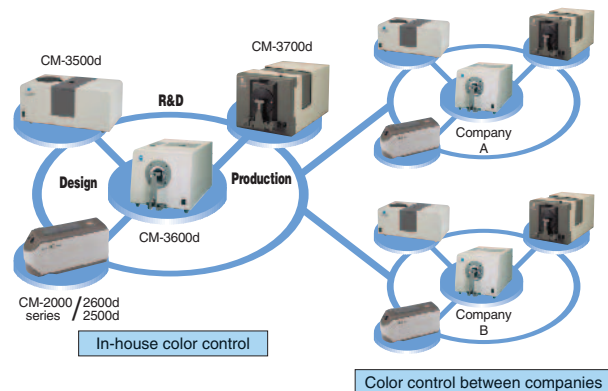 CM-3700d
CM-3500d
R&D
Design
Production
CM-3600d
CM-2000 series / 2600d 2500d
In-house color control
Company
A
Company
B
Color control between companies